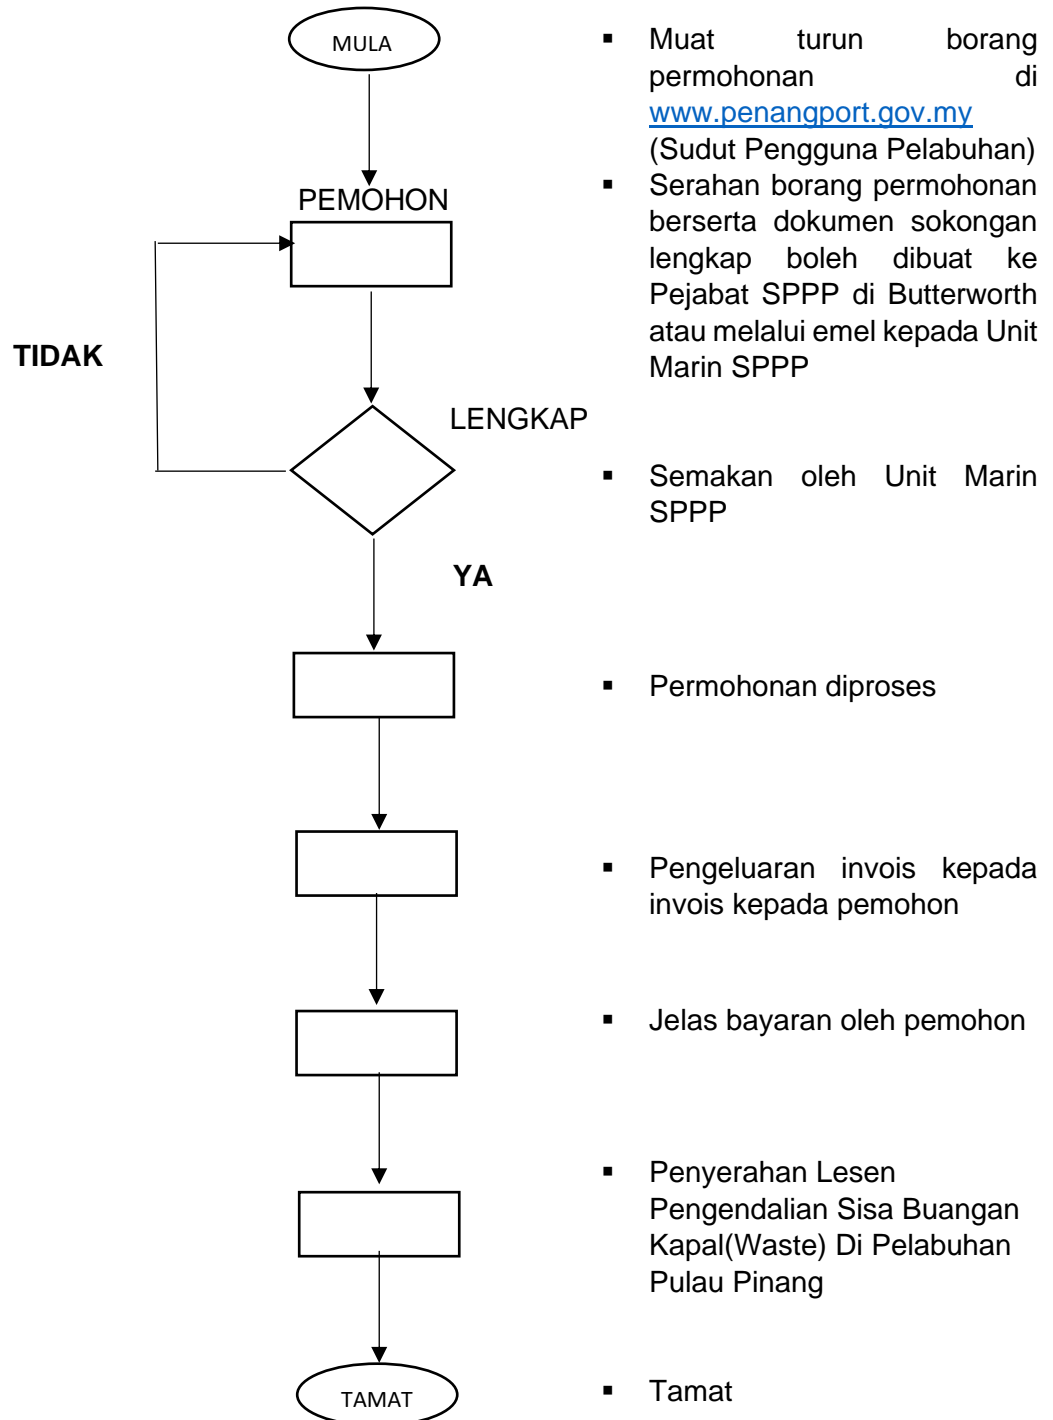 MULA
▪ Muat turun borang
permohonan di
www.penangport.gov.my
(Sudut Pengguna Pelabuhan)
PEMOHON
▪ Serahan borang permohonan
berserta dokumen sokongan
lengkap boleh dibuat ke
Pejabat SPPP di Butterworth
atau melalui emel kepada Unit
Marin SPPP
TIDAK
LENGKAP
▪ Semakan oleh Unit Marin
SPPP
YA
▪ Permohonan diproses
▪ Pengeluaran invois kepada
invois kepada pemohon
▪ Jelas bayaran oleh pemohon
▪ Penyerahan Lesen
Pengendalian Sisa Buangan
Kapal(Waste) Di Pelabuhan
Pulau Pinang
TAMAT
▪ Tamat